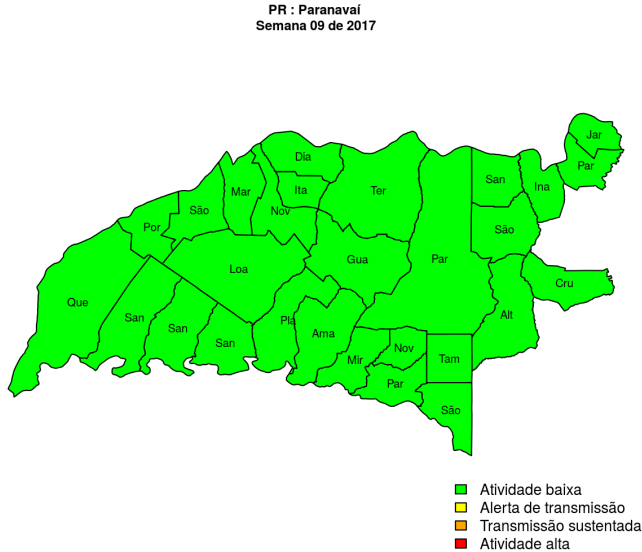 PR : Paranavaí
Semana 09 de 2017
Jar
Dia
Par
San
Ina
Ita
Ter
Mar
São
Nov
Por
São
Gua
Par
Loa
Cru
Que
San
Alt
Pla
San
Ama
San
Nov
Mir
Tam
Par
São
Atividade baixa
Alerta de transmissão
Transmissão sustentada
Atividade alta